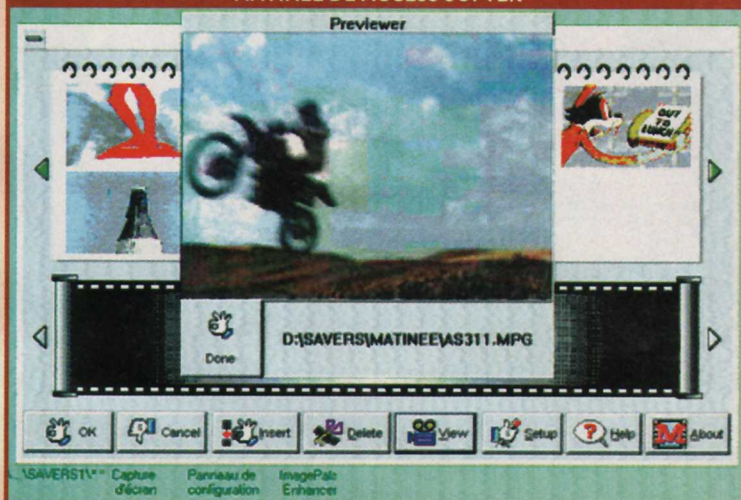 Previewer
OUT
TO
LUNCH
Done
D:\SAVERS\MATINEE\AS311.MPG
OK
Cancel
Insert
Delete
View
Setup
Help
About
\SAVERS1\*
Capture
d'écran
Panneau de
configuration
ImagePals
Enhancer